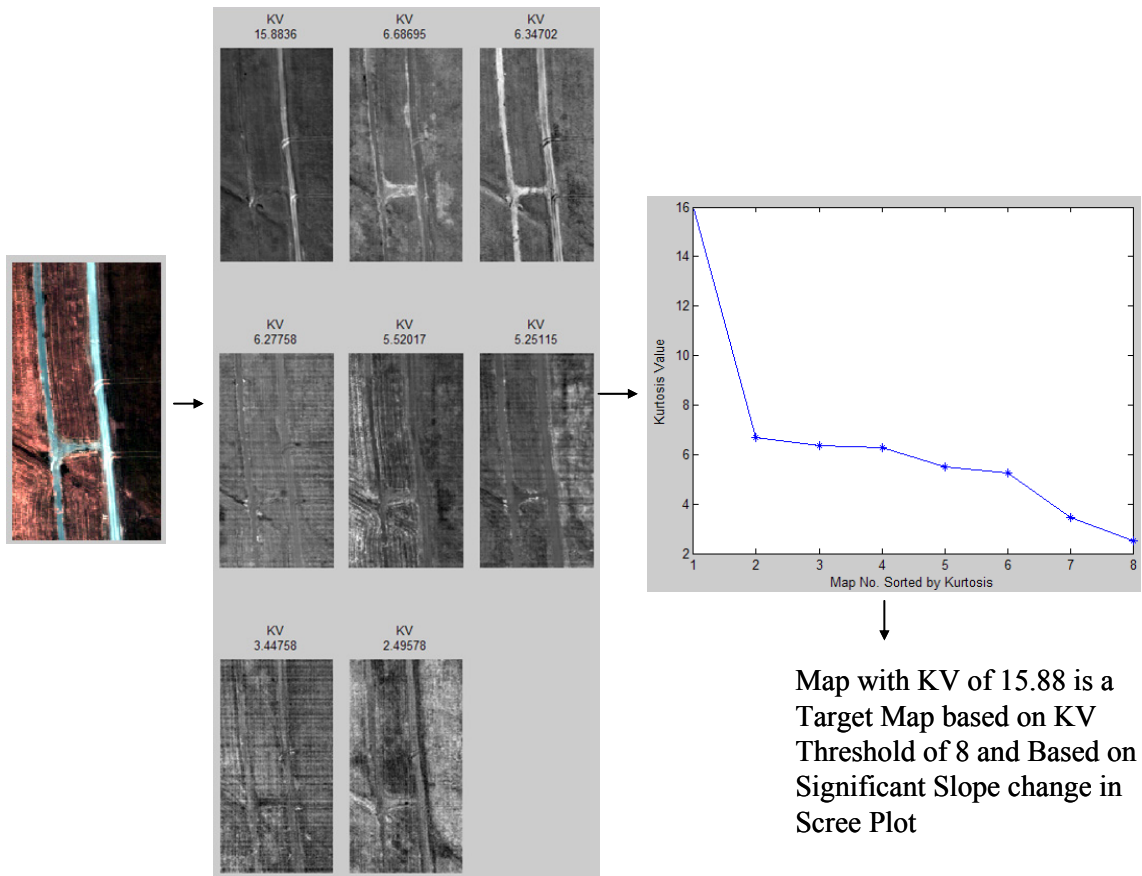 KV
15.8836
KV
6.68695
KV
6.34702
KV
6.27758
KV
5.52017
KV
5.25115
KV
3.44758
KV
2.49578
16
14
12
10
8
6
4
2
Kurtosis Value
1 2 3 4 5 6 7 8
Map No. Sorted by Kurtosis
Map with KV of 15.88 is a
Target Map based on KV
Threshold of 8 and Based on
Significant Slope change in
Scree Plot